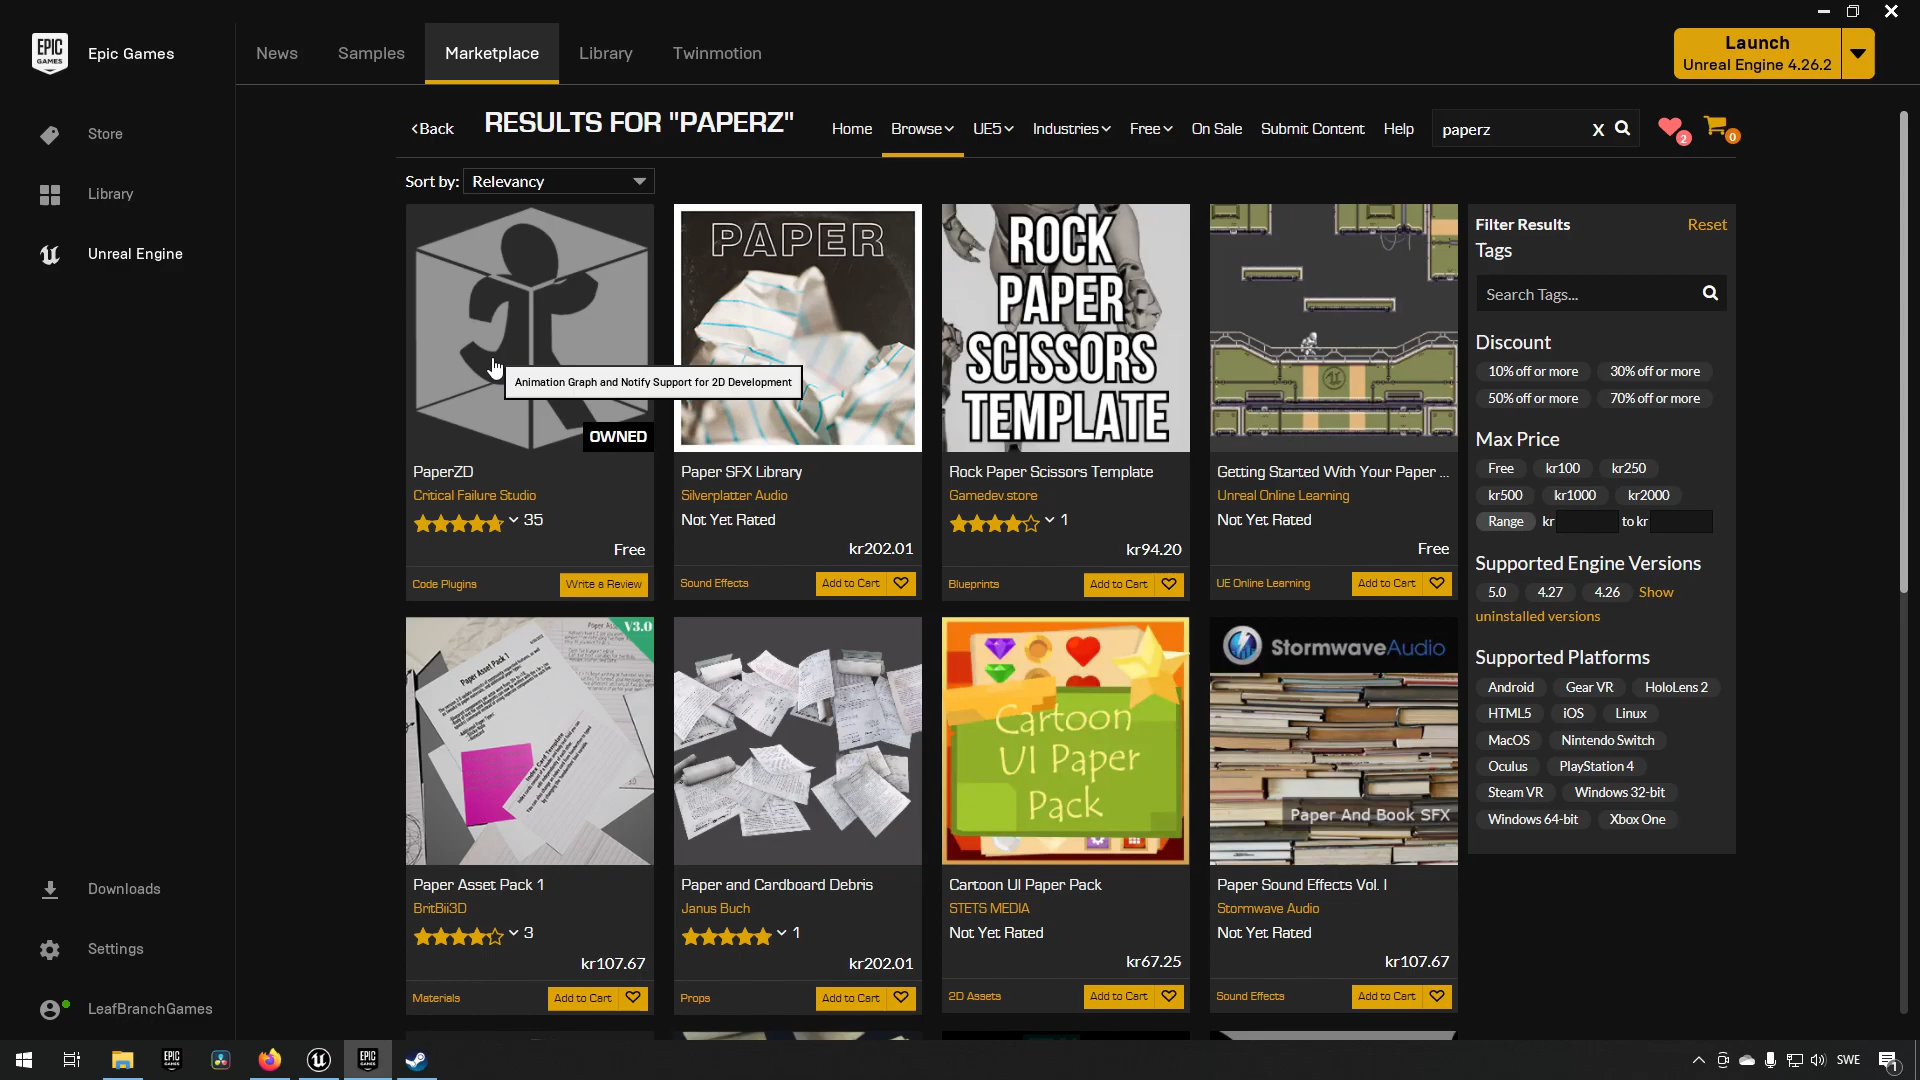 EPIC GAMES
Epic Games
News
Samples
Marketplace
Library
Twinmotion
Launch
Unreal Engine 4.26.2
Store
Library
Unreal Engine
Downloads
Settings
LeafBranchGames
<Back
RESULTS FOR "PAPERZ"
Home
Browse
UE5
Industries
Free
On Sale
Submit Content
Help
paperz
X
2
0
Sort by:
Relevancy
OWNED
Animation Graph and Notify Support for 2D Development
PaperZD
Critical Failure Studio
35
Free
Code Plugins
Write a Review
PAPER
Paper SFX Library
Silverplatter Audio
Not Yet Rated
kr202.01
Sound Effects
Add to Cart
ROCK
PAPER
SCISSORS
TEMPLATE
Rock Paper Scissors Template
Gamedev.store
1
kr94.20
Blueprints
Add to Cart
Getting Started With Your Paper ...
Unreal Online Learning
Not Yet Rated
Free
UE Online Learning
Add to Cart
V3.0
Paper Asset Pack 1
Index Card Template
Paper Asset Pack 1
BritBii3D
3
kr107.67
Materials
Add to Cart
Paper and Cardboard Debris
Janus Buch
1
kr202.01
Props
Add to Cart
Cartoon
UI Paper
Pack
Cartoon UI Paper Pack
STETS MEDIA
Not Yet Rated
kr67.25
2D Assets
Add to Cart
StormwaveAudio
Paper And Book SFX
Paper Sound Effects Vol. I
Stormwave Audio
Not Yet Rated
kr107.67
Sound Effects
Add to Cart
Filter Results
Reset
Tags
Search Tags...
Discount
10% off or more
30% off or more
50% off or more
70% off or more
Max Price
Free
kr100
kr250
kr500
kr1000
kr2000
Range
kr
to kr
Supported Engine Versions
5.0
4.27
4.26
Show
uninstalled versions
Supported Platforms
Android
Gear VR
HoloLens 2
HTML5
iOS
Linux
MacOS
Nintendo Switch
Oculus
PlayStation 4
Steam VR
Windows 32-bit
Windows 64-bit
Xbox One
EPIC GAMES
EPIC GAMES
SWE
1